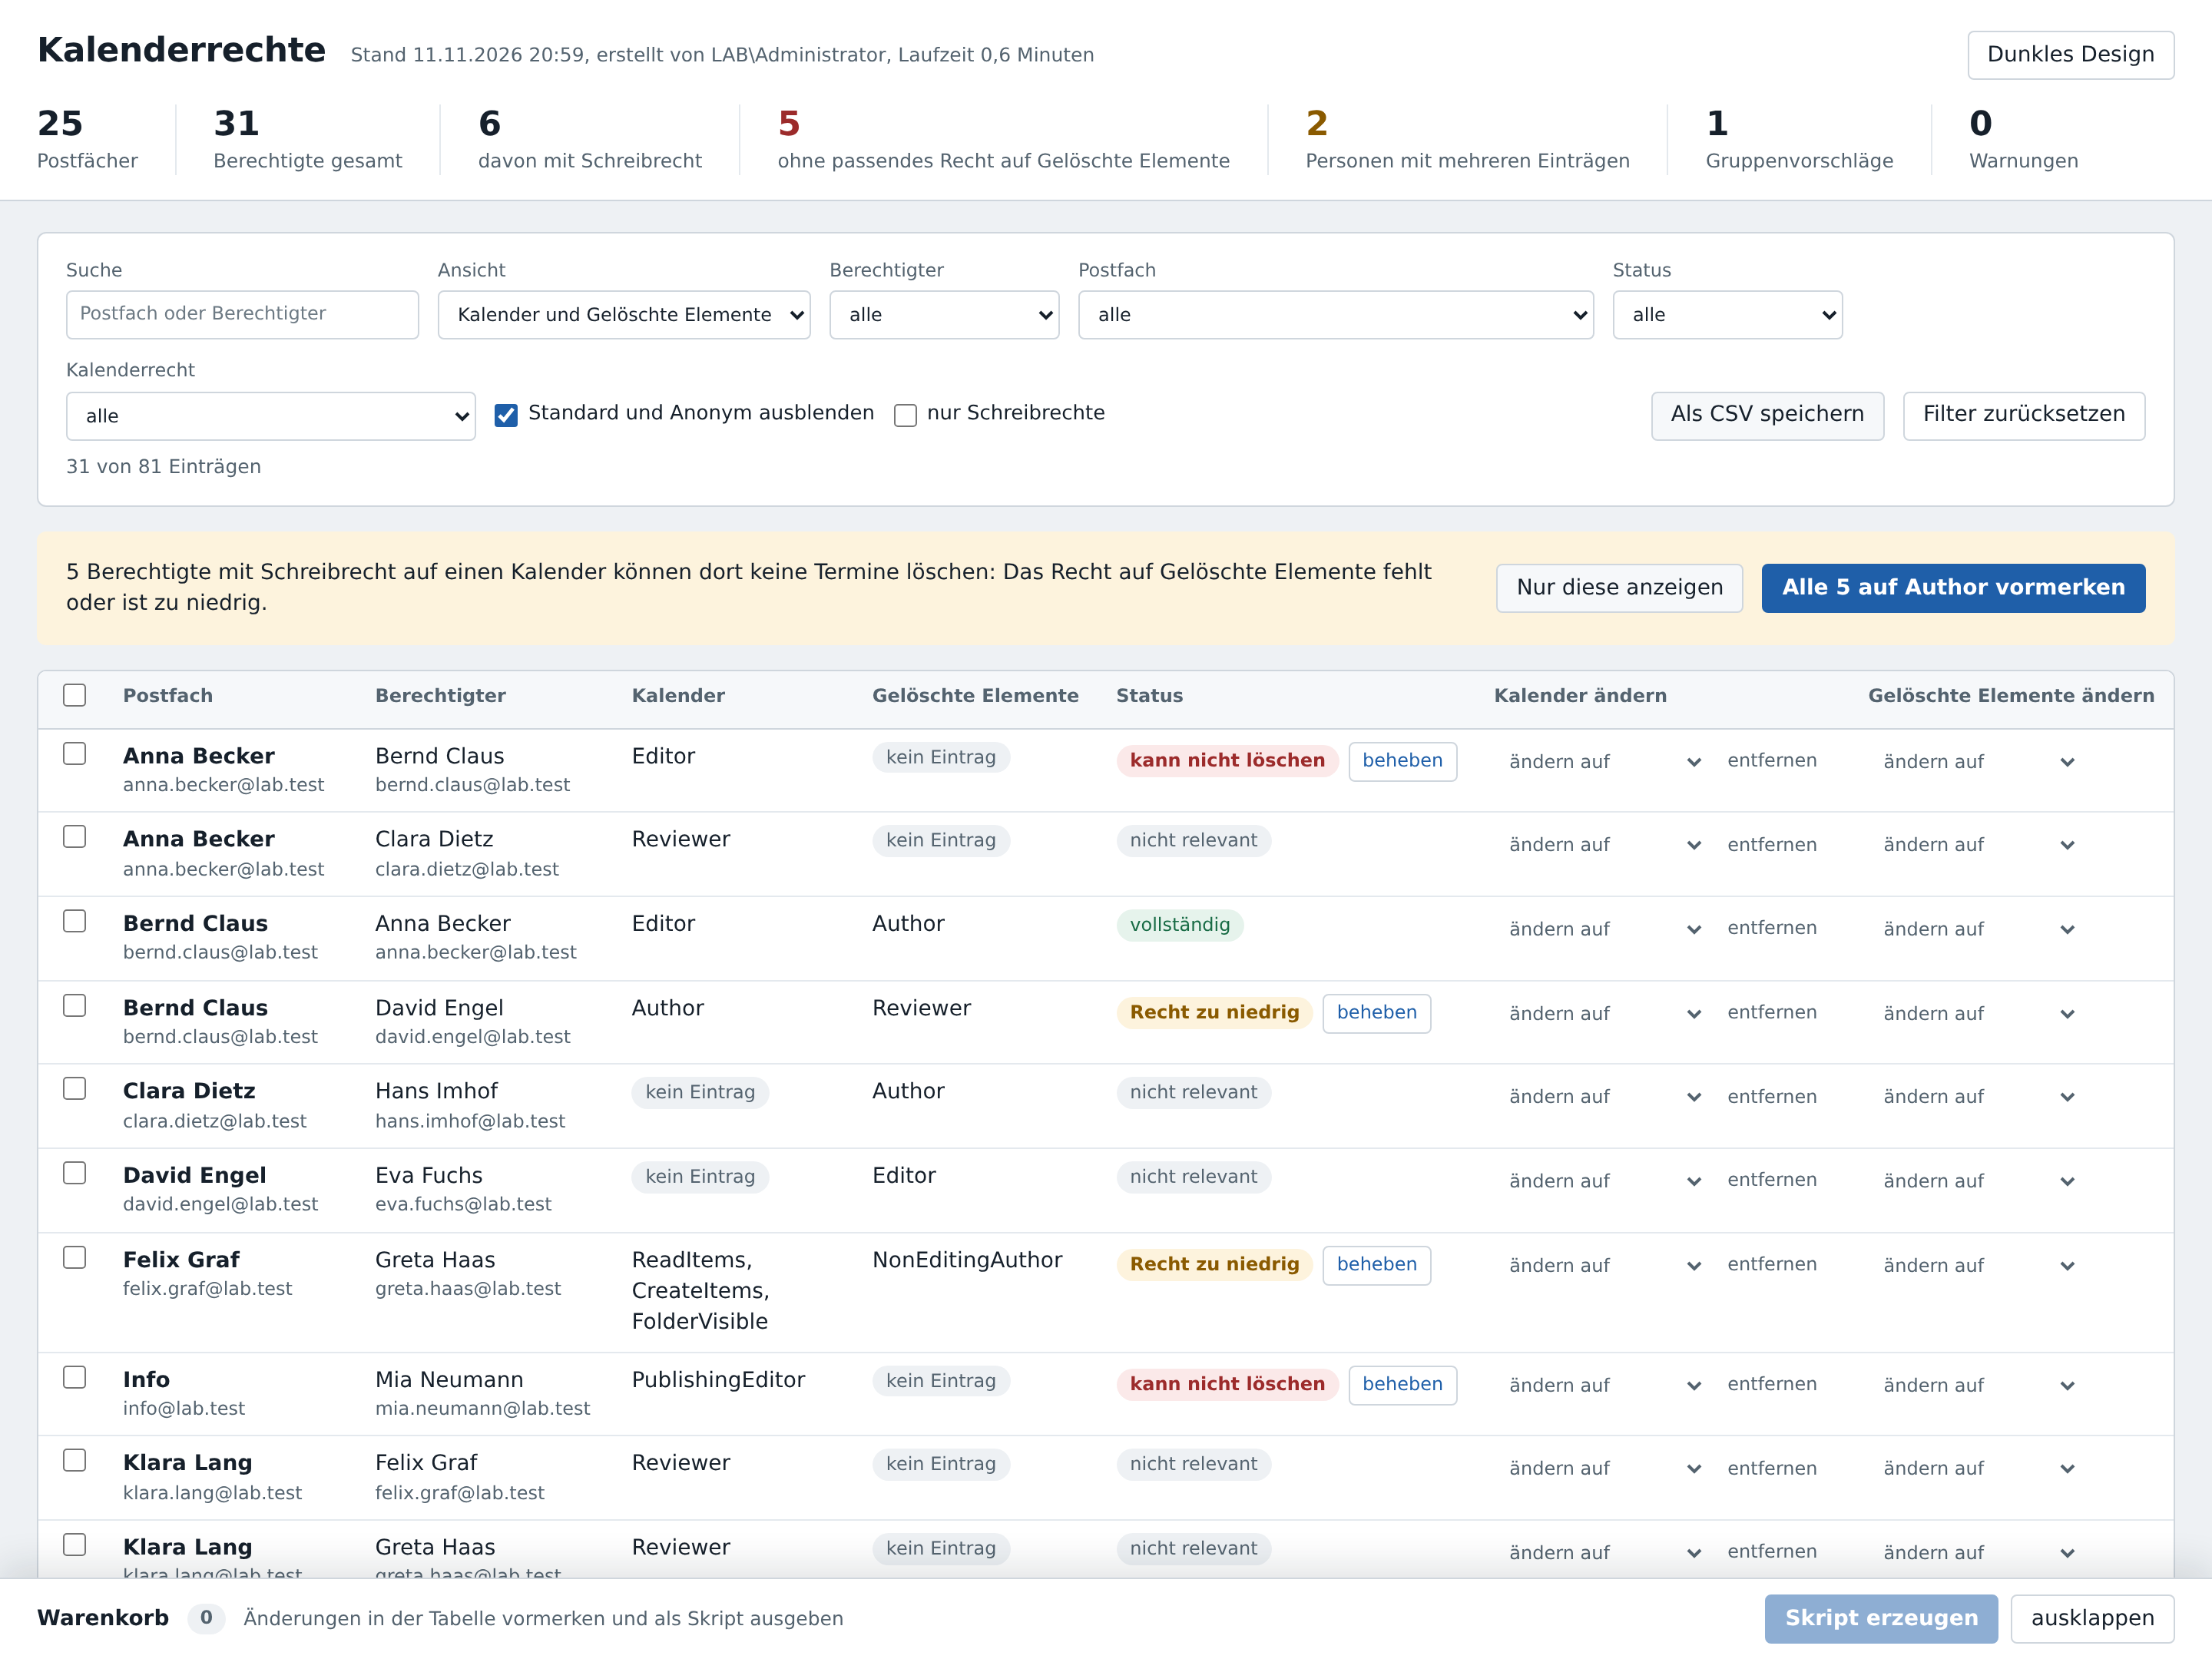 Kalenderrechte
Stand 11.11.2026 20:59, erstellt von LAB\Administrator, Laufzeit 0,6 Minuten
Dunkles Design
25
Postfächer
31
Berechtigte gesamt
6
davon mit Schreibrecht
5
ohne passendes Recht auf Gelöschte Elemente
2
Personen mit mehreren Einträgen
1
Gruppenvorschläge
0
Warnungen
Suche
Postfach oder Berechtigter
Ansicht
Kalender und Gelöschte Elemente
Berechtigter
alle
Postfach
alle
Status
alle
Kalenderrecht
alle
Standard und Anonym ausblenden
nur Schreibrechte
Als CSV speichern
Filter zurücksetzen
31 von 81 Einträgen
5 Berechtigte mit Schreibrecht auf einen Kalender können dort keine Termine löschen: Das Recht auf Gelöschte Elemente fehlt
oder ist zu niedrig.
Nur diese anzeigen
Alle 5 auf Author vormerken
Postfach Berechtigter Kalender Gelöschte Elemente Status Kalender ändern Gelöschte Elemente ändern
Anna Becker Bernd Claus Editor kein Eintrag kann nicht löschen beheben ändern auf entfernen ändern auf
anna.becker@lab.test bernd.claus@lab.test
Anna Becker Clara Dietz Reviewer kein Eintrag nicht relevant ändern auf entfernen ändern auf
anna.becker@lab.test clara.dietz@lab.test
Bernd Claus Anna Becker Editor Author vollständig ändern auf entfernen ändern auf
bernd.claus@lab.test anna.becker@lab.test
Bernd Claus David Engel Author Reviewer Recht zu niedrig beheben ändern auf entfernen ändern auf
bernd.claus@lab.test david.engel@lab.test
Clara Dietz Hans Imhof kein Eintrag Author nicht relevant ändern auf entfernen ändern auf
clara.dietz@lab.test hans.imhof@lab.test
David Engel Eva Fuchs kein Eintrag Editor nicht relevant ändern auf entfernen ändern auf
david.engel@lab.test eva.fuchs@lab.test
Felix Graf Greta Haas ReadItems, NonEditingAuthor Recht zu niedrig beheben ändern auf entfernen ändern auf
felix.graf@lab.test greta.haas@lab.test CreateItems,
FolderVisible
Info Mia Neumann PublishingEditor kein Eintrag kann nicht löschen beheben ändern auf entfernen ändern auf
info@lab.test mia.neumann@lab.test
Klara Lang Felix Graf Reviewer kein Eintrag nicht relevant ändern auf entfernen ändern auf
klara.lang@lab.test felix.graf@lab.test
Klara Lang Greta Haas Reviewer kein Eintrag nicht relevant ändern auf entfernen ändern auf
klara.lang@lab.test greta.haas@lab.test
Warenkorb 0 Änderungen in der Tabelle vormerken und als Skript ausgeben
Skript erzeugen
ausklappen